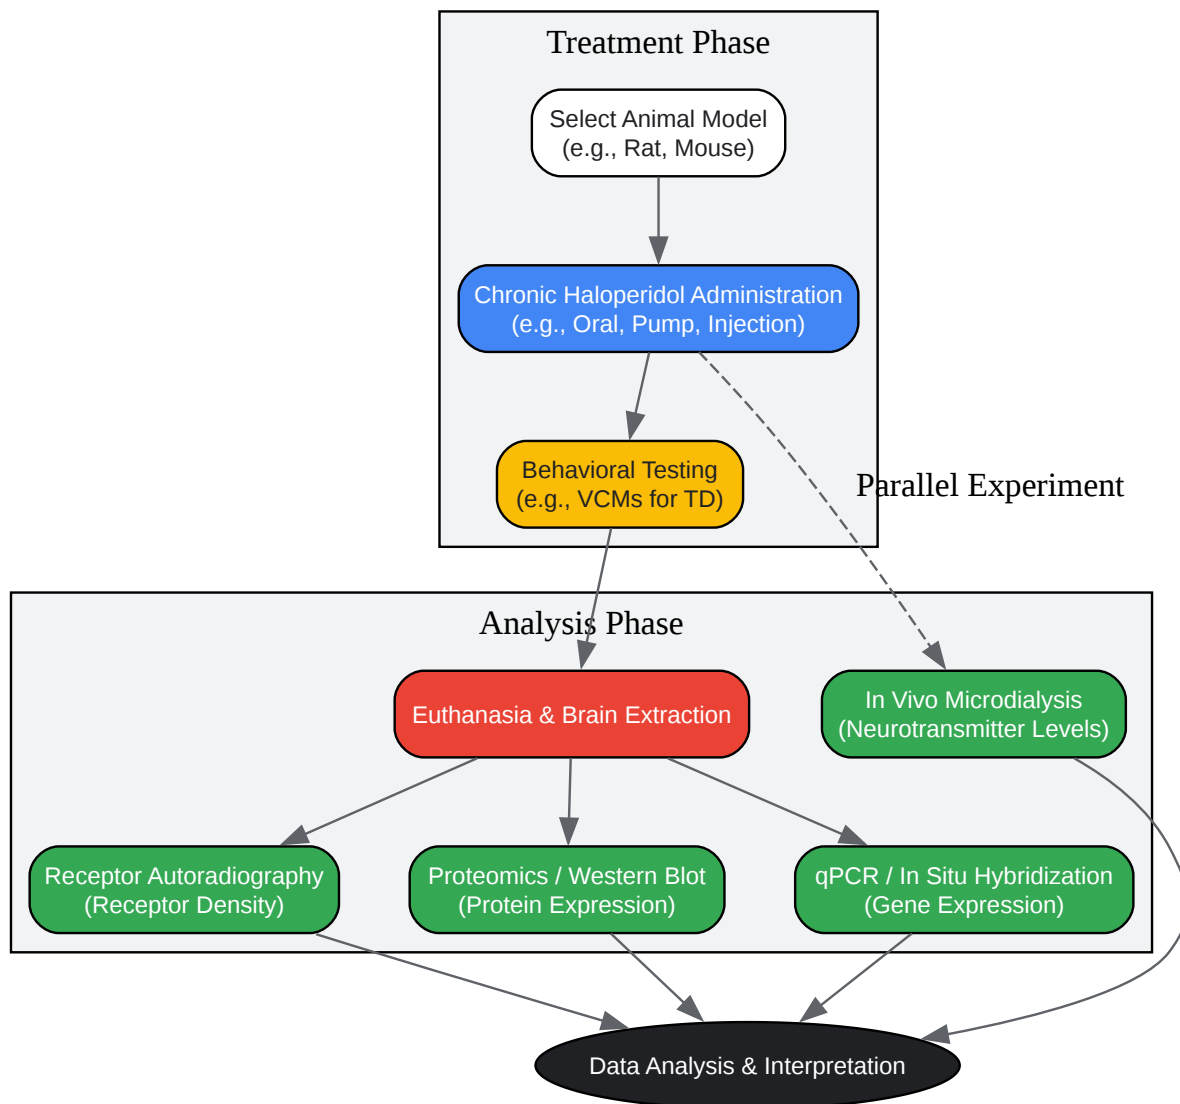 Treatment Phase
Select Animal Model
(e.g., Rat, Mouse)
Chronic Haloperidol Administration
(e.g., Oral, Pump, Injection)
Behavioral Testing
(e.g., VCMs for TD)
Parallel Experiment
Analysis Phase
Euthanasia & Brain Extraction
In Vivo Microdialysis
(Neurotransmitter Levels)
Receptor Autoradiography
(Receptor Density)
Proteomics / Western Blot
(Protein Expression)
qPCR / In Situ Hybridization
(Gene Expression)
Data Analysis & Interpretation